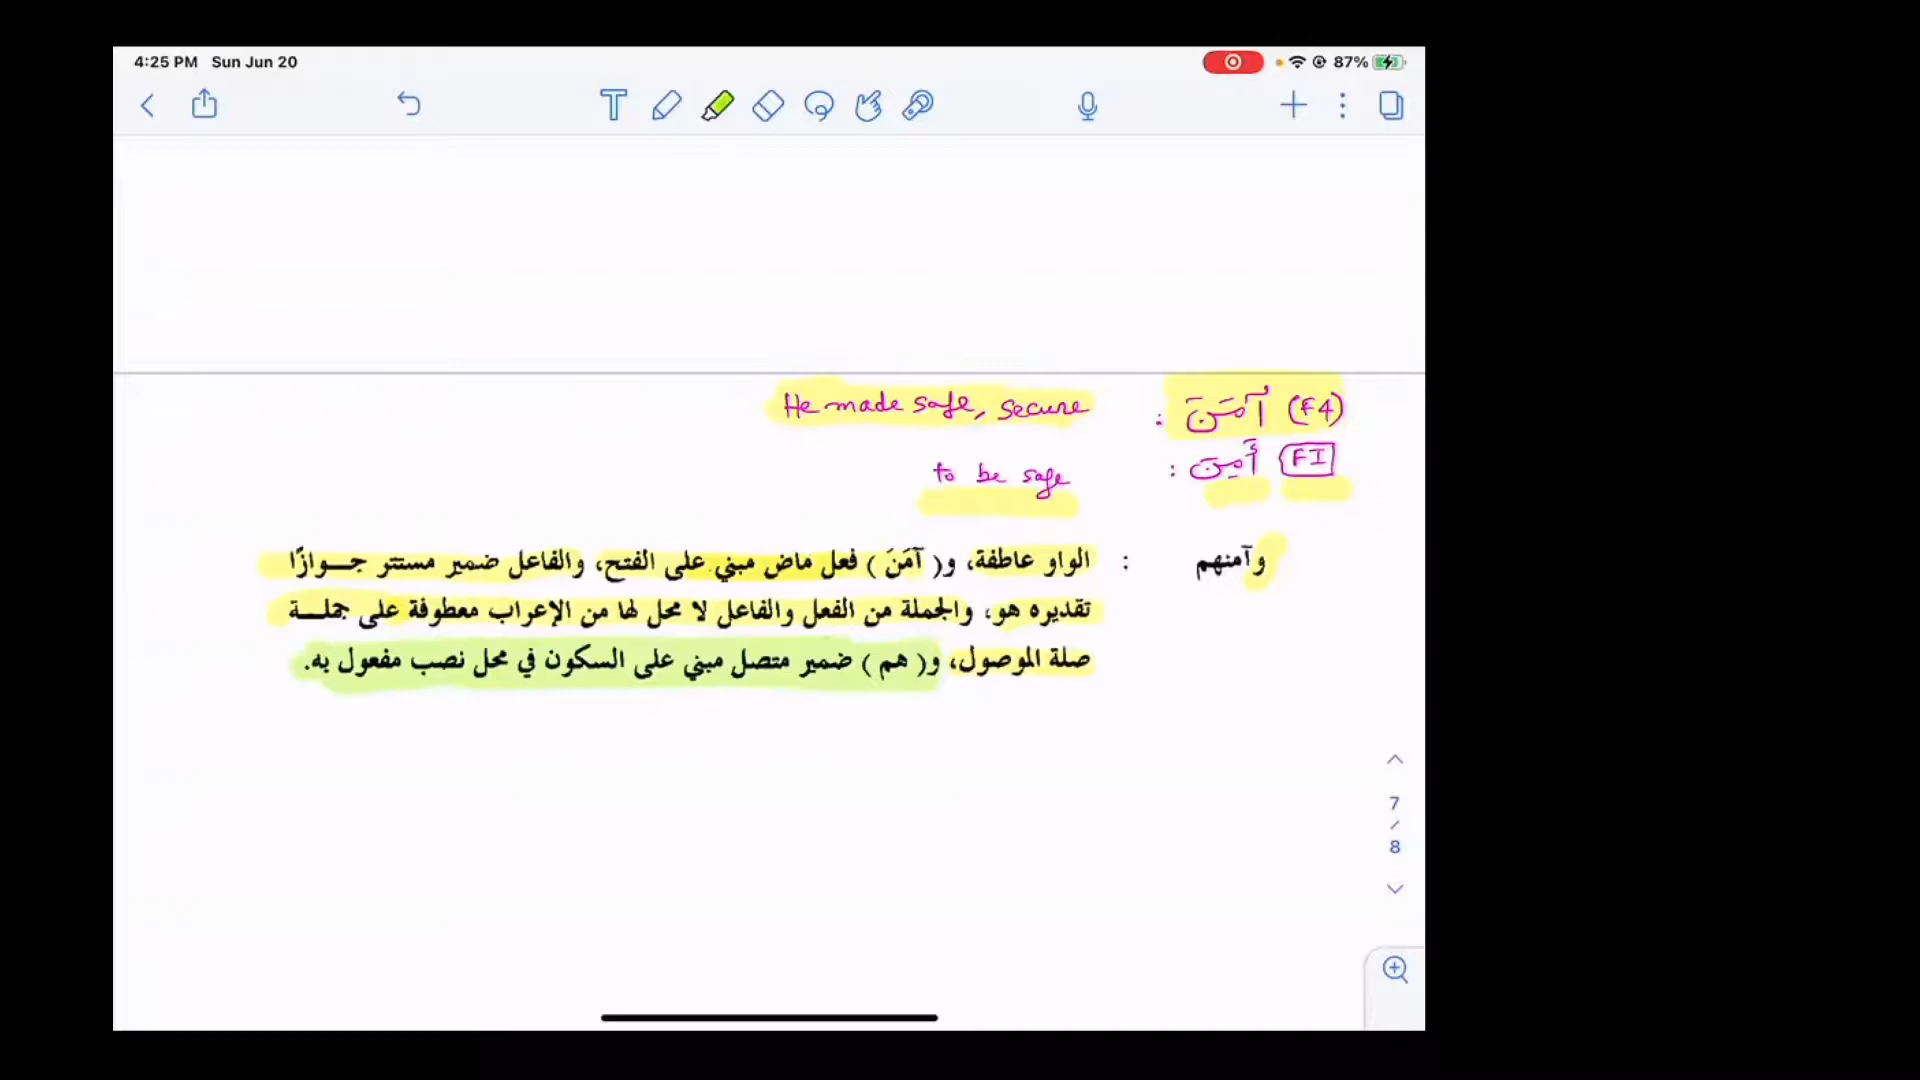 4:25 PM Sun Jun 20 87%
آمَنَ (F4) : He made safe, secure
أَمِنَ (FI) : to be safe
وآمنهم : الواو عاطفة، و( آمَنَ ) فعل ماض مبني على الفتح، والفاعل ضمير مستتر جـوازًا
تقديره هو، والجملة من الفعل والفاعل لا محل لها من الإعراب معطوفة على جملـة
صلة الموصول، و( هم ) ضمير متصل مبني على السكون في محل نصب مفعول به.
7
/
8